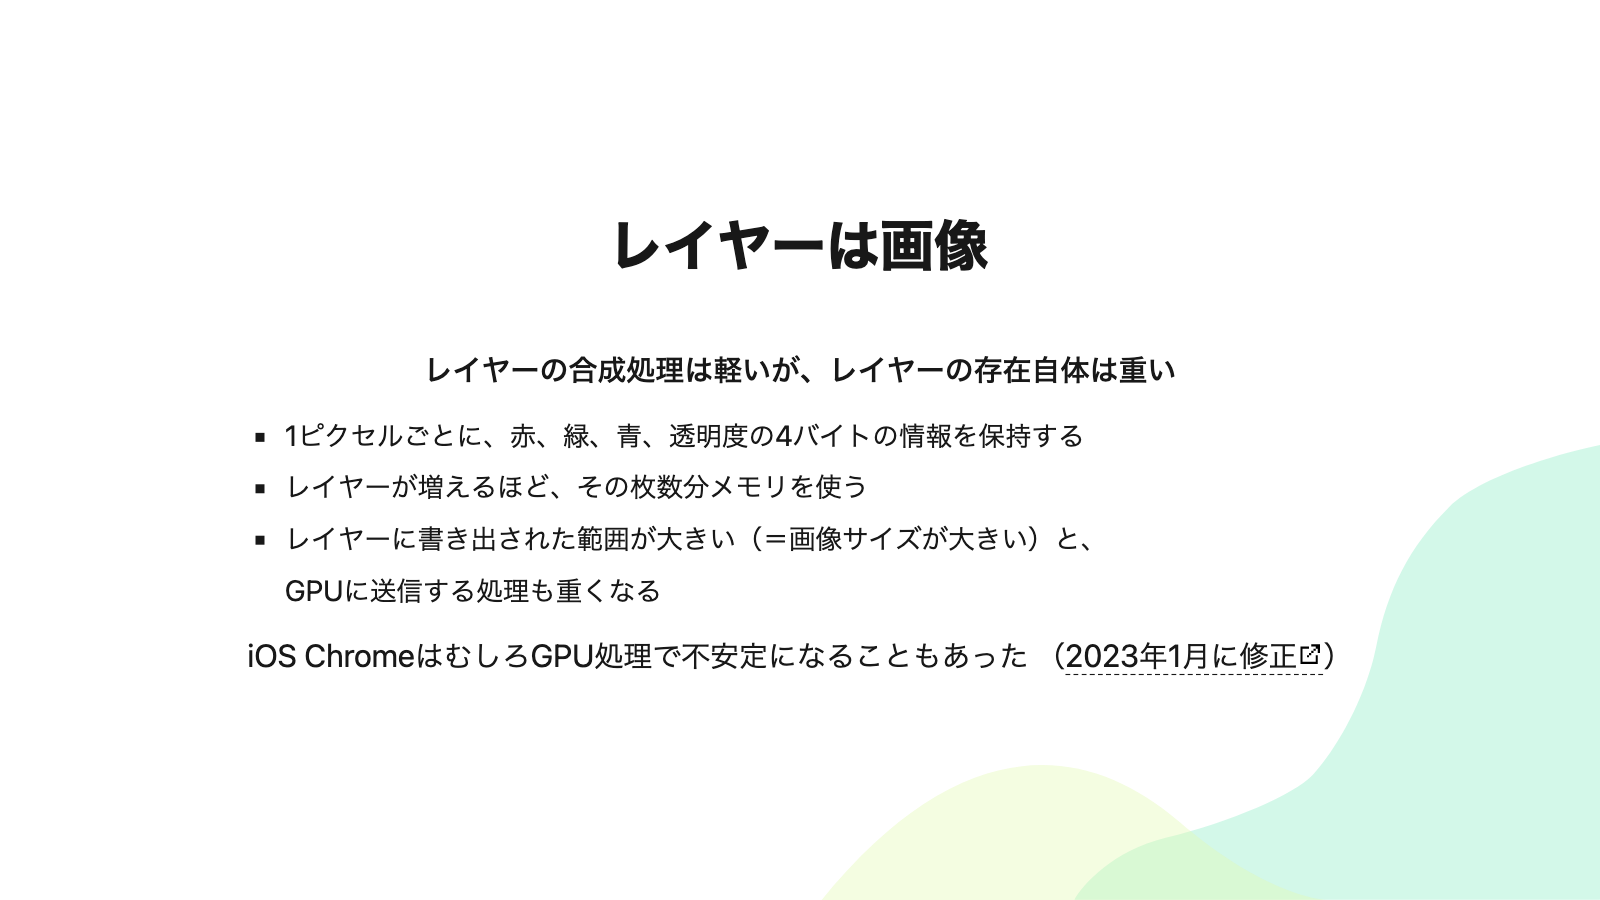 レイヤーは画像
レイヤーの合成処理は軽いが、レイヤーの存在自体は重い
▪ 1ピクセルごとに、赤、緑、青、透明度の4バイトの情報を保持する
▪ レイヤーが増えるほど、その枚数分メモリを使う
▪ レイヤーに書き出された範囲が大きい（＝画像サイズが大きい）と、
GPUに送信する処理も重くなる
iOS ChromeはむしろGPU処理で不安定になることもあった （2023年1月に修正）